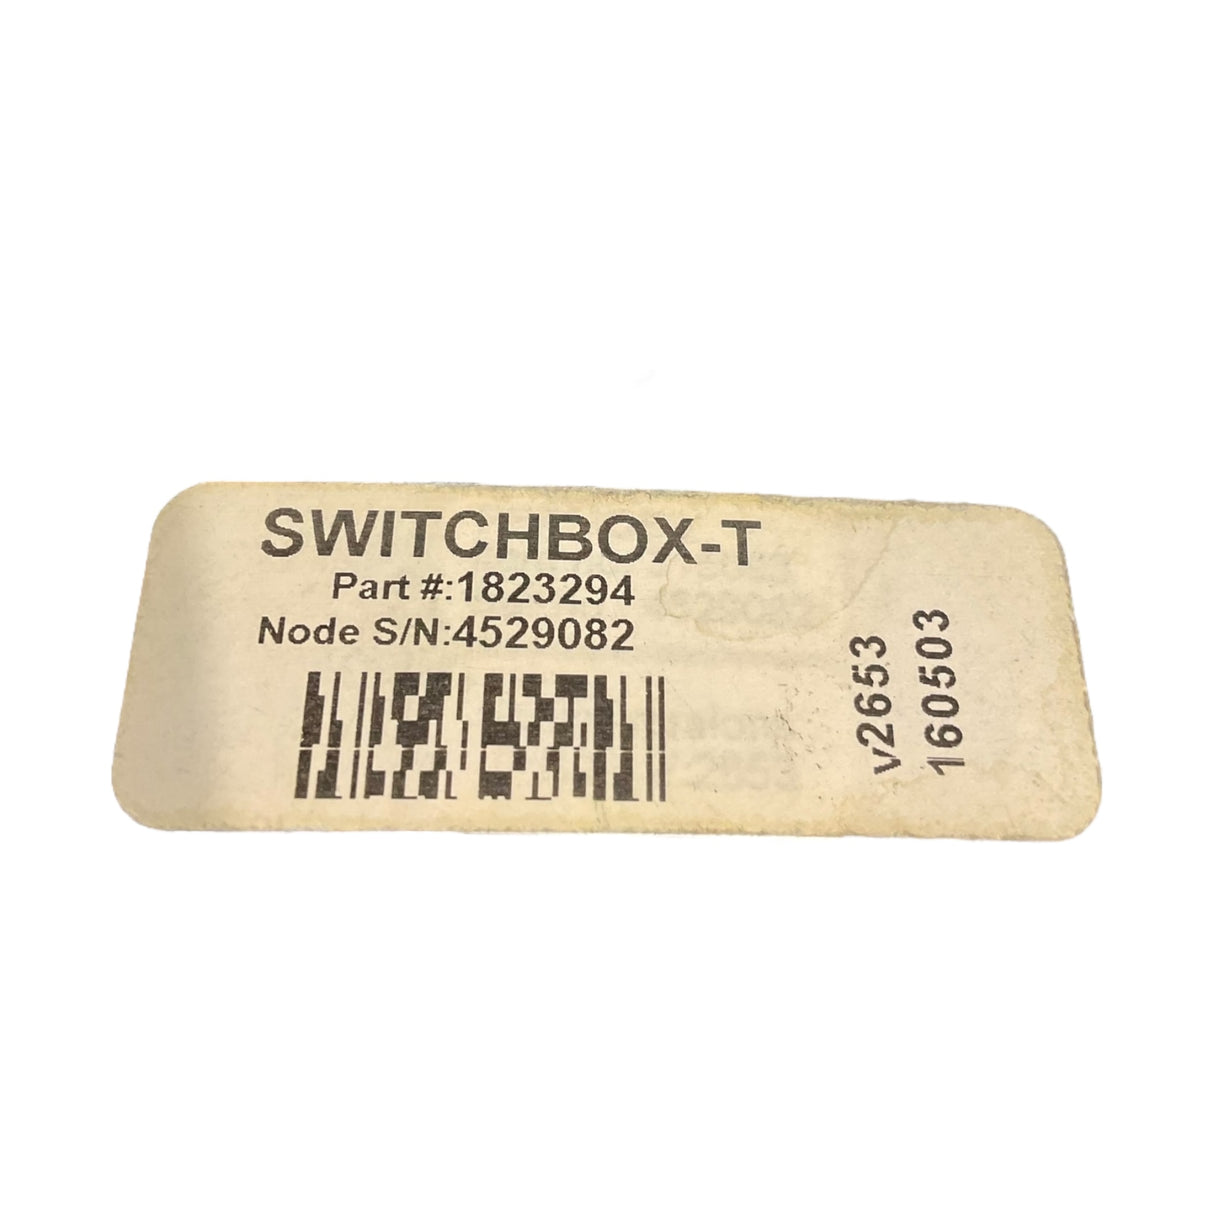 SWITCHBOX-T
Part #:1823294
Node S/N:4529082
v2653
160503